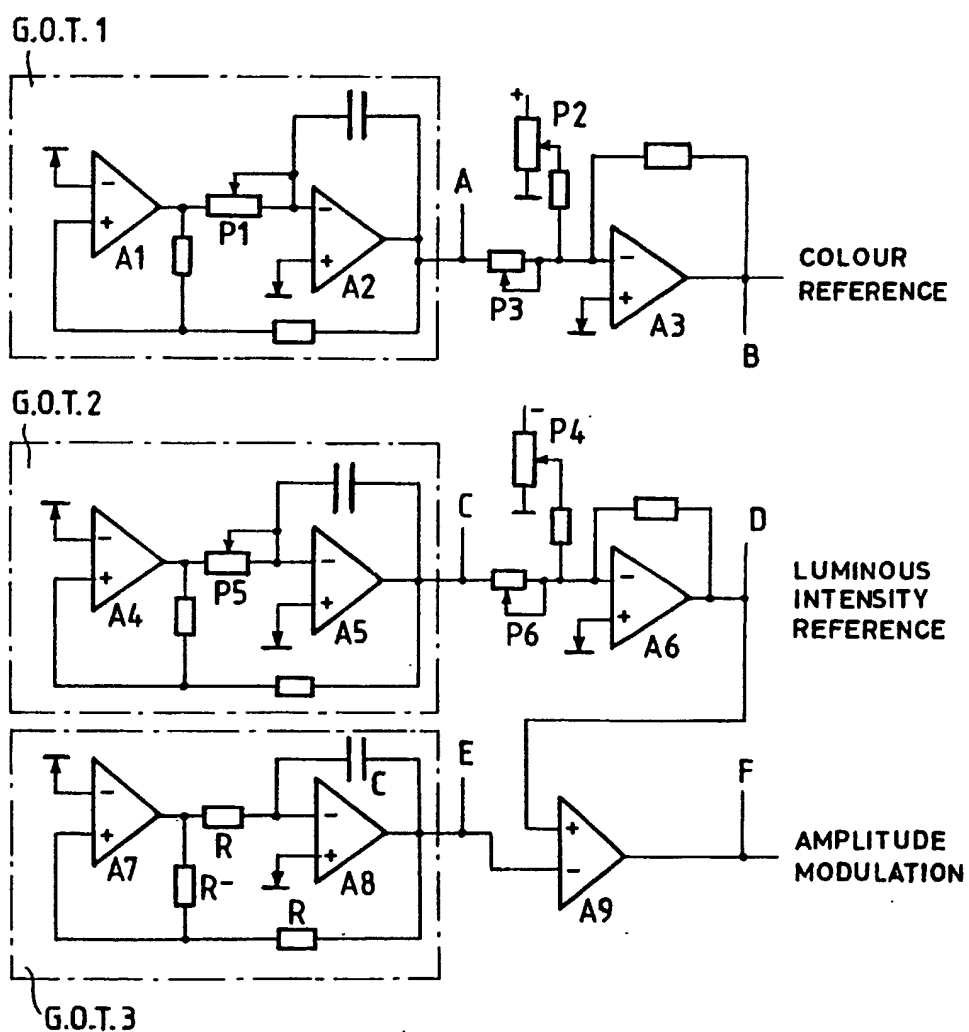 G.O.T. 1
+
P2
A
-
+
A1
P1
-
+
A2
P3
-
+
A3
COLOUR
REFERENCE
B
G.O.T. 2
-
P4
C
D
-
+
A4
P5
-
+
A5
P6
-
+
A6
LUMINOUS
INTENSITY
REFERENCE
E
F
-
+
A7
R
R-
C
-
+
A8
R
+
-
A9
AMPLITUDE
MODULATION
G.O.T. 3